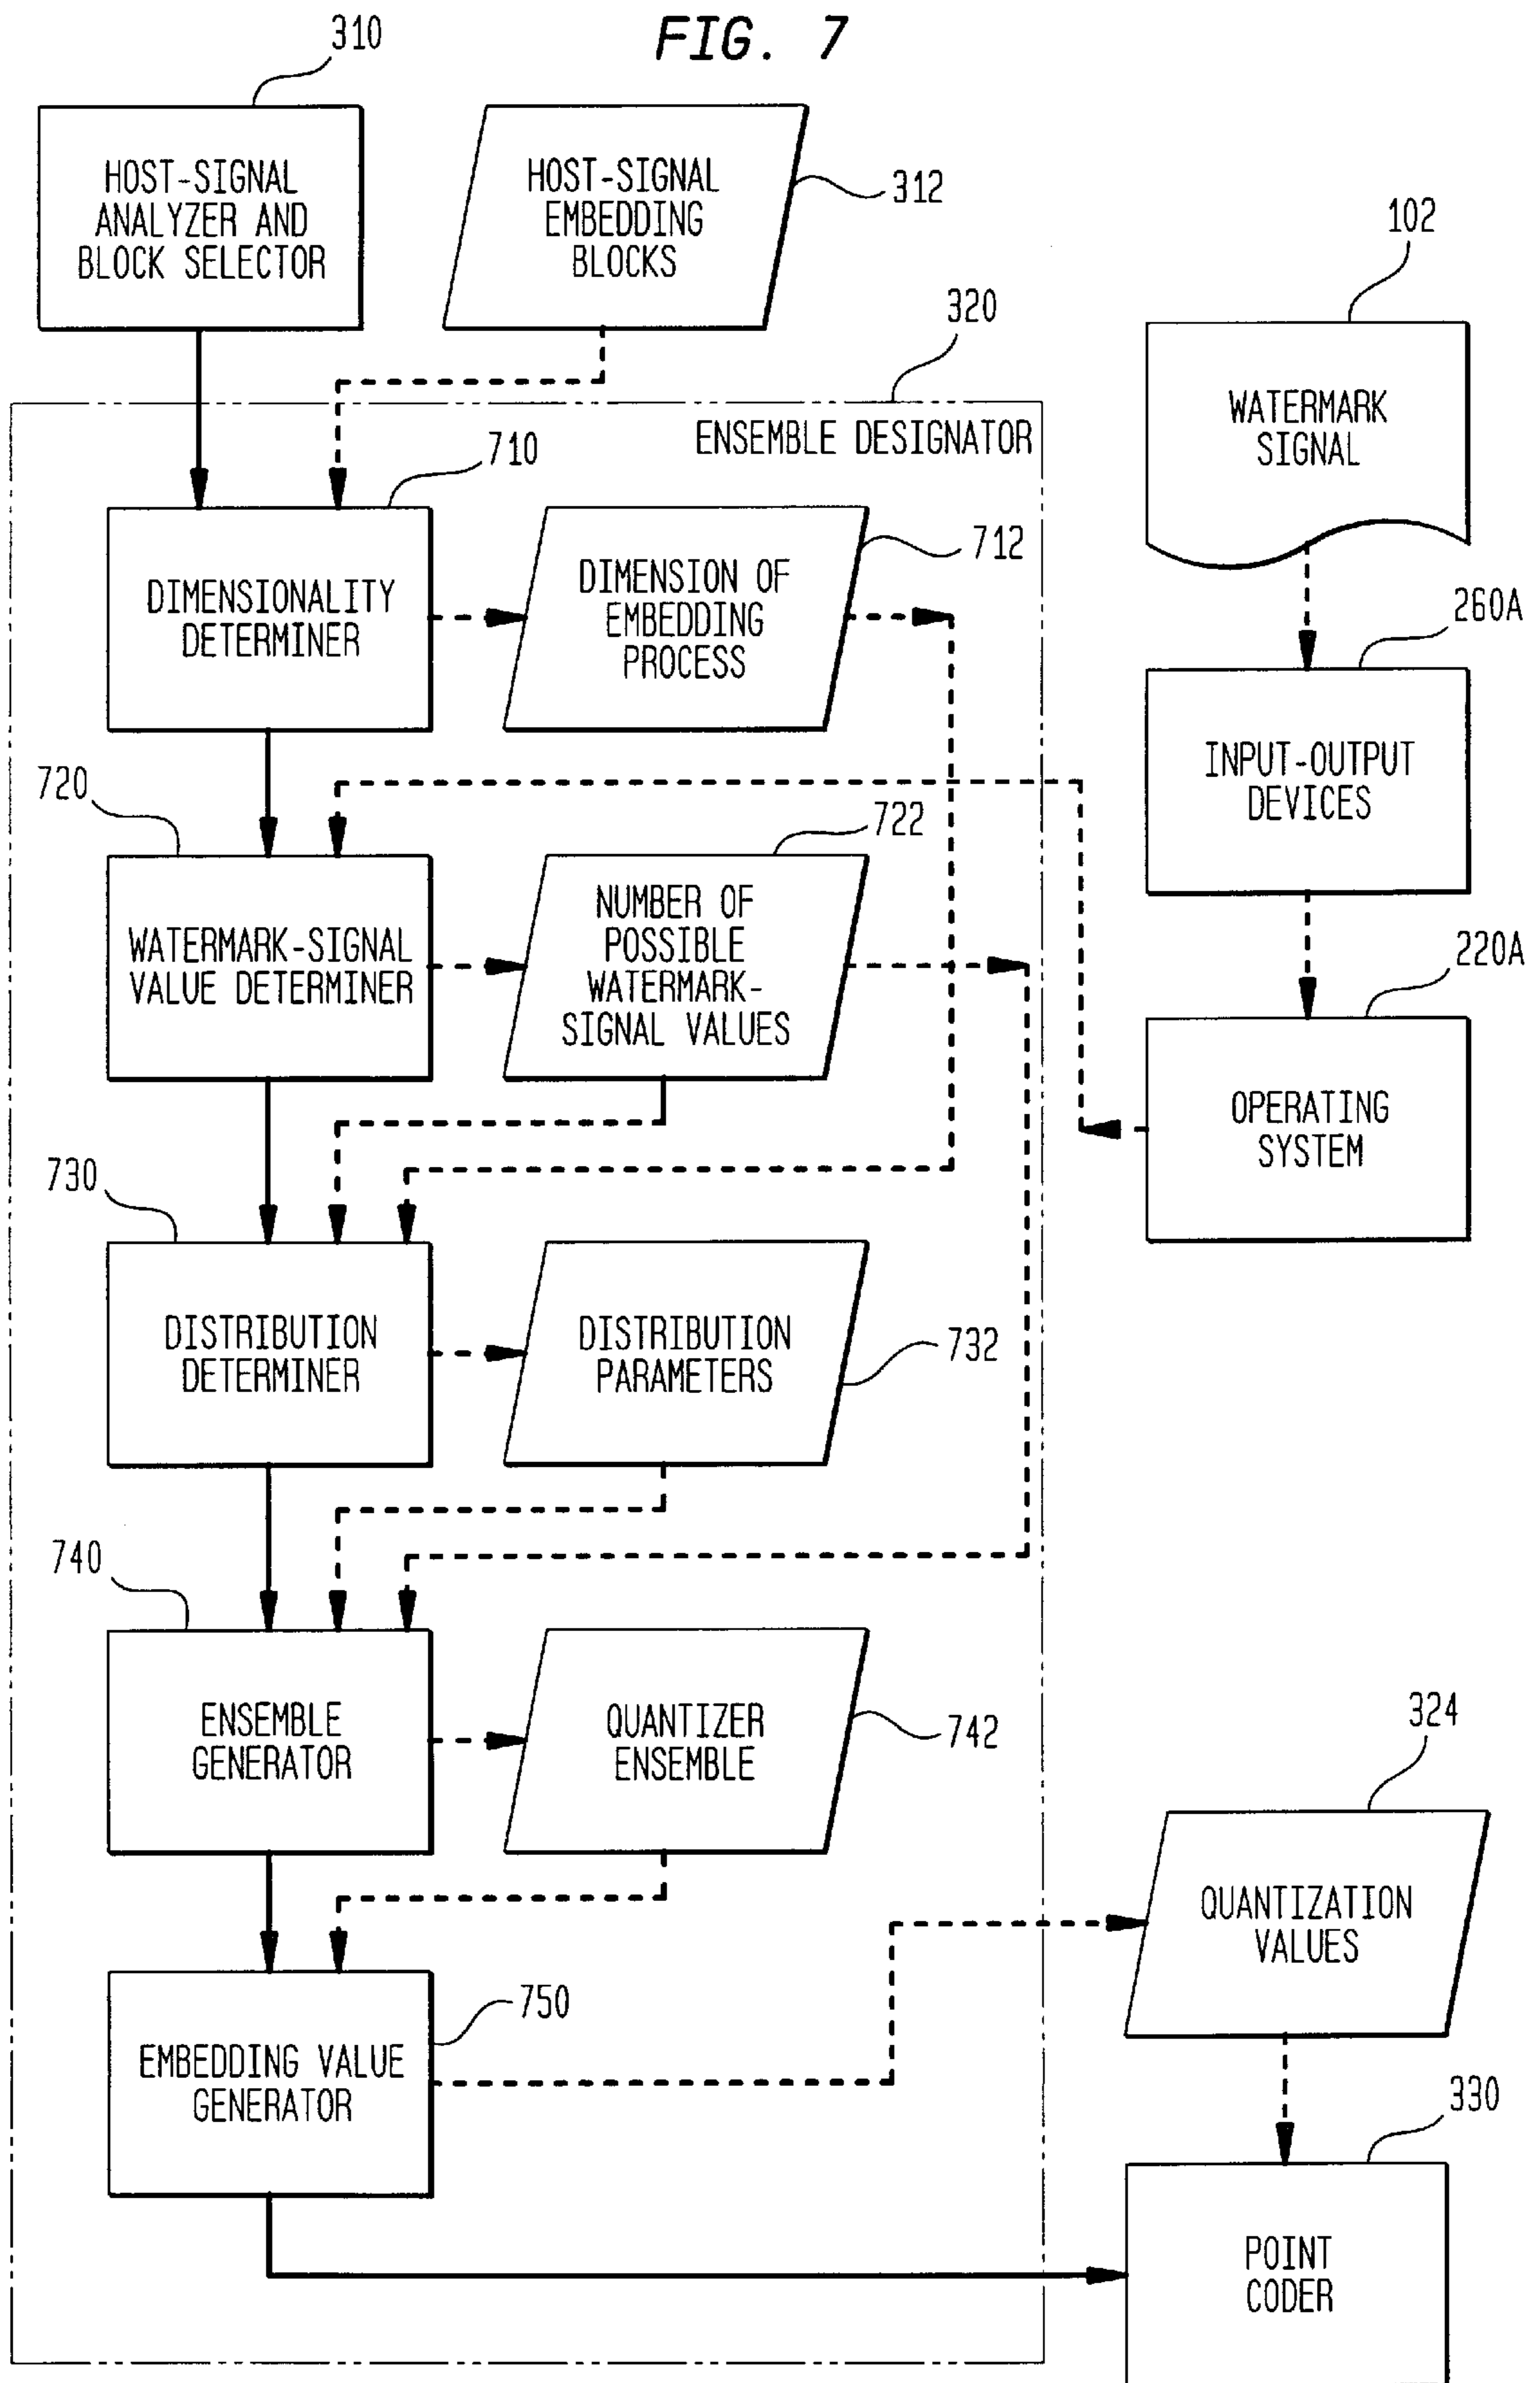 FIG. 7
310
HOST-SIGNAL
ANALYZER AND
BLOCK SELECTOR
HOST-SIGNAL
EMBEDDING
BLOCKS
312
102
WATERMARK
SIGNAL
320
ENSEMBLE DESIGNATOR
710
DIMENSIONALITY
DETERMINER
DIMENSION OF
EMBEDDING
PROCESS
712
260A
INPUT-OUTPUT
DEVICES
720
WATERMARK-SIGNAL
VALUE DETERMINER
722
NUMBER OF
POSSIBLE
WATERMARK-
SIGNAL VALUES
220A
OPERATING
SYSTEM
730
DISTRIBUTION
DETERMINER
DISTRIBUTION
PARAMETERS
732
740
ENSEMBLE
GENERATOR
QUANTIZER
ENSEMBLE
742
324
QUANTIZATION
VALUES
750
EMBEDDING VALUE
GENERATOR
330
POINT
CODER